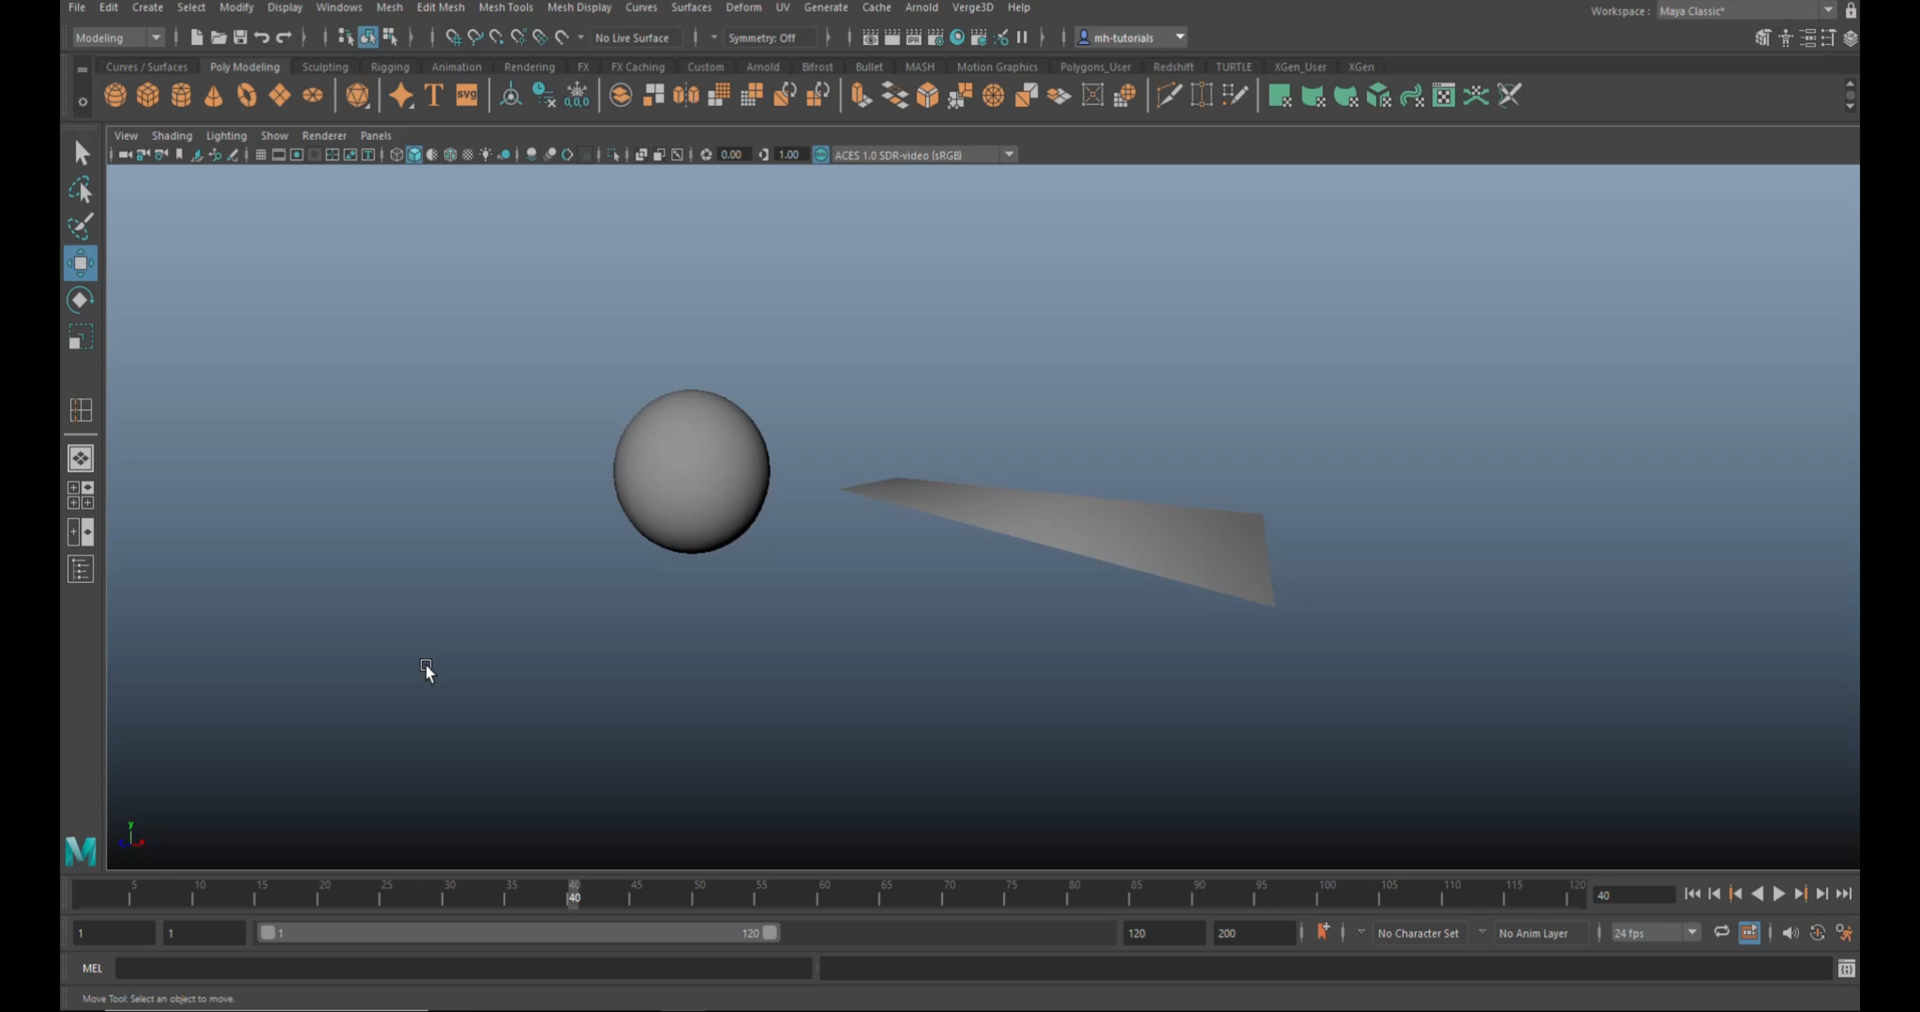 File Edit Create Select Modify Display Windows Mesh Edit Mesh Mesh Tools Mesh Display Curves Surfaces Deform UV Generate Cache Arnold Verge3D Help Workspace : Maya Classic*
Modeling No Live Surface Symmetry: Off IPR mh-tutorials
Curves / Surfaces Poly Modeling Sculpting Rigging Animation Rendering FX FX Caching Custom Arnold Bifrost Bullet MASH Motion Graphics Polygons_User Redshift TURTLE XGen_User XGen
T SVG 0,0,0
View Shading Lighting Show Renderer Panels
0.00 1.00 ACES 1.0 SDR-video (sRGB)
y
x
M
5 10 15 20 25 30 35 40 45 50 55 60 65 70 75 80 85 90 95 100 105 110 115 120
40 40
1 1 1 120 120 200 No Character Set No Anim Layer 24 fps
MEL
Move Tool: Select an object to move.